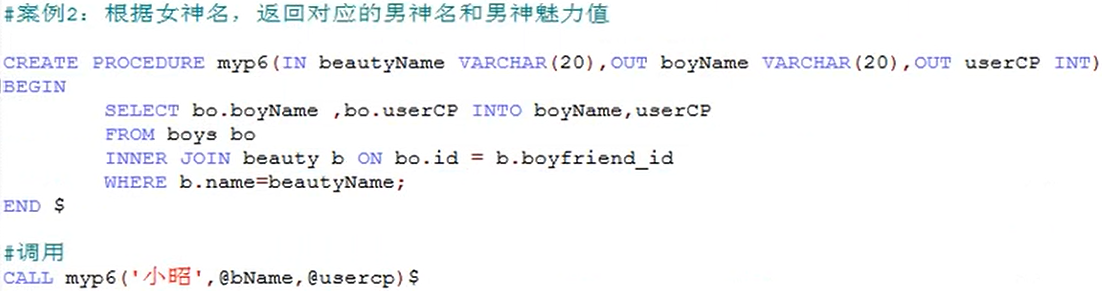 #案例2：根据女神名，返回对应的男神名和男神魅力值
CREATE PROCEDURE myp6(IN beautyName VARCHAR(20),OUT boyName VARCHAR(20),OUT userCP INT)
BEGIN
SELECT bo.boyName ,bo.userCP INTO boyName,userCP
FROM boys bo
INNER JOIN beauty b ON bo.id = b.boyfriend_id
WHERE b.name=beautyName;
END $
#调用
CALL myp6('小昭',@bName,@usercp)$